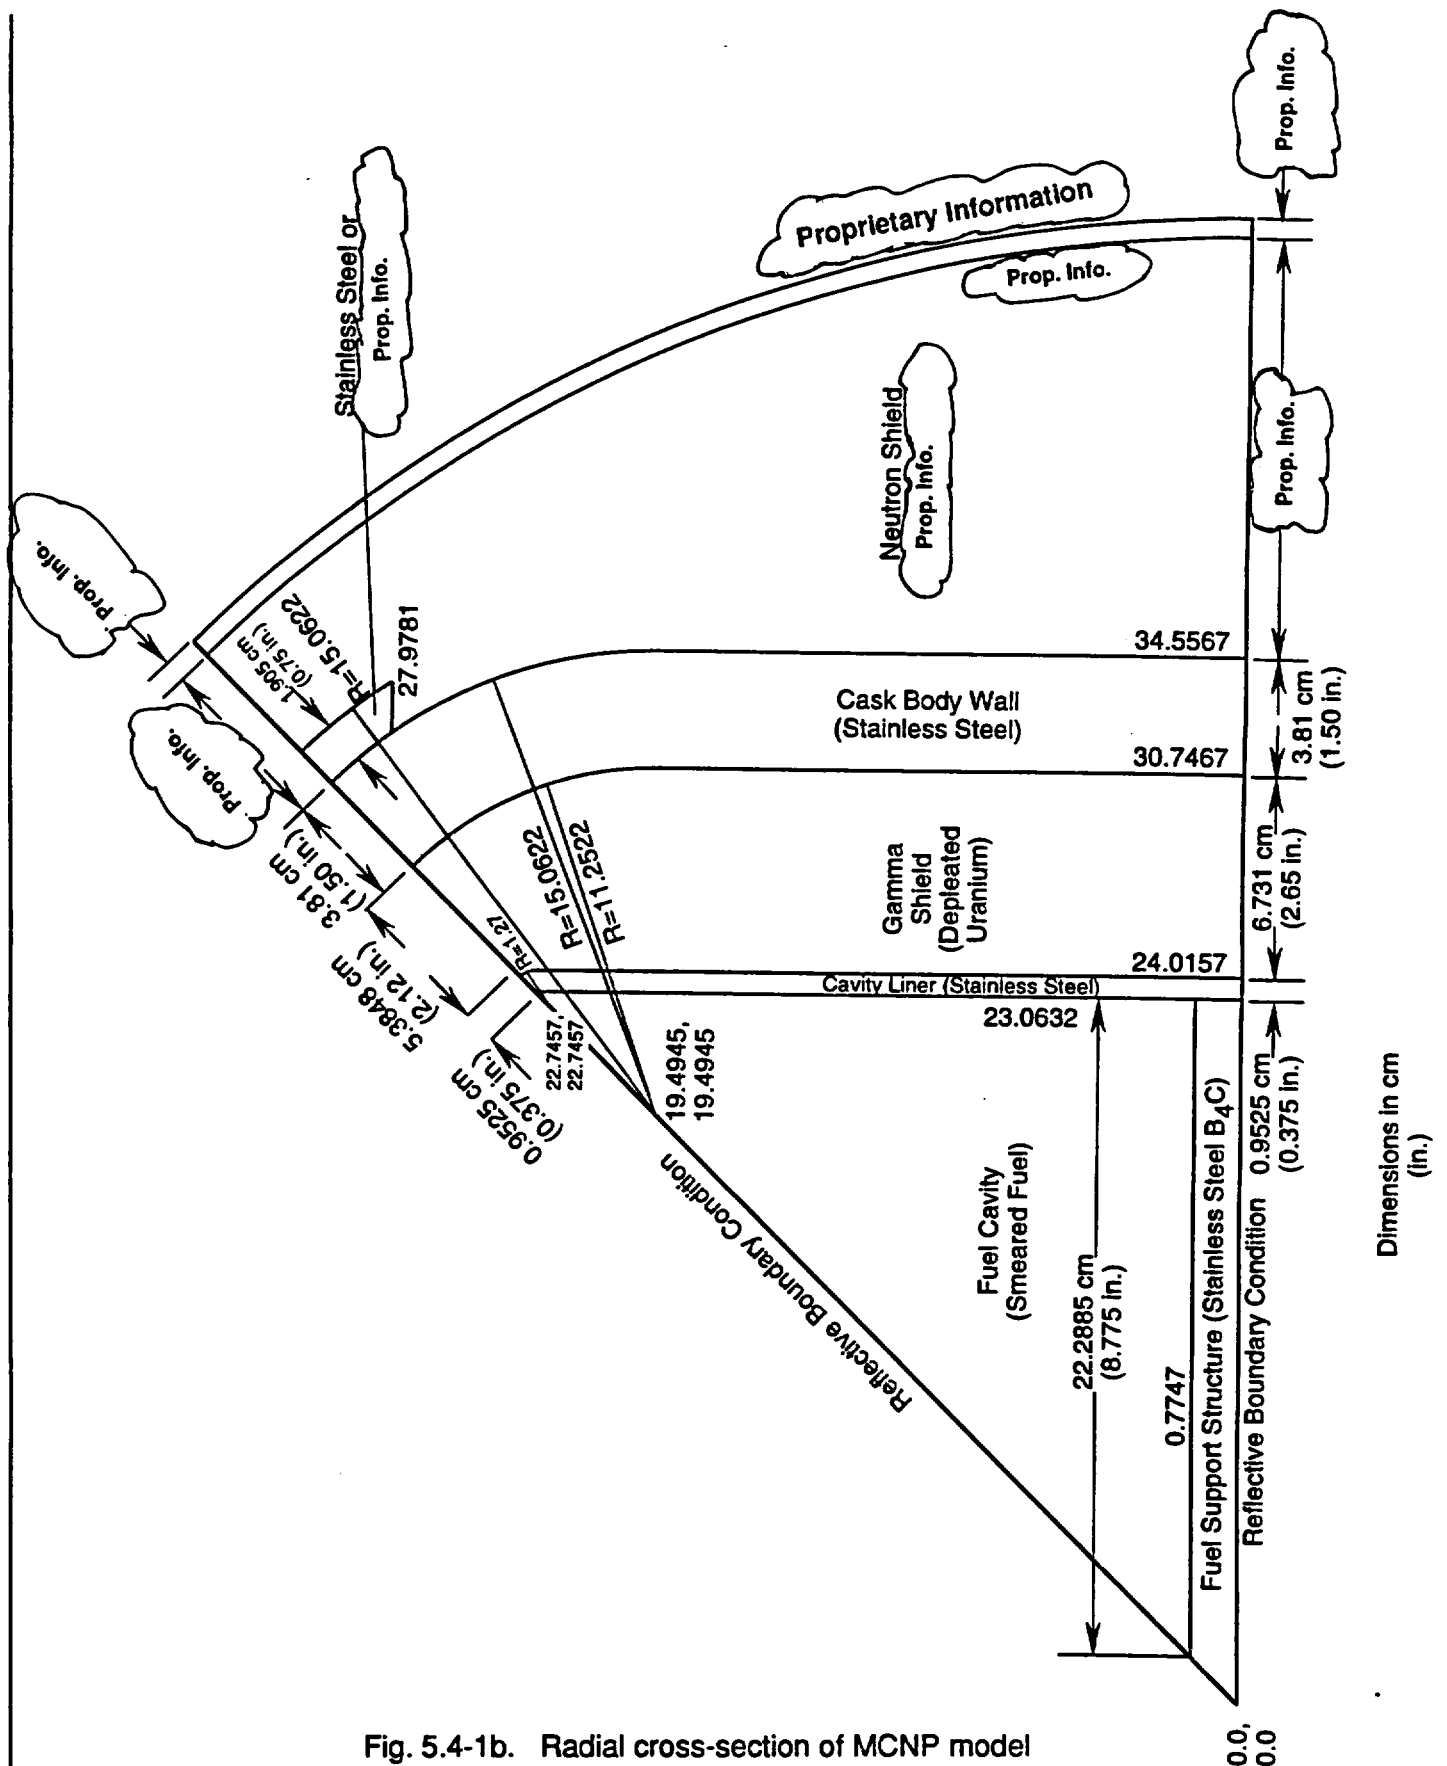 Prop. Info.
Proprietary Information
Prop. Info.
Stainless Steel or
Prop. Info.
Neutron Shield
Prop. Info.
Prop. Info.
Prop. Info.
Prop. Info.
1.905 cm
(0.75 in.)
R=15.0622
27.9781
34.5567
Cask Body Wall
(Stainless Steel)
30.7467
3.81 cm
(1.50 in.)
3.81 cm
(1.50 in.)
R=15.0622
R=11.2522
Gamma
Shield
(Depleated
Uranium)
6.731 cm
(2.65 in.)
5.3848 cm
(2.12 in.)
R=1.27
24.0157
Cavity Liner (Stainless Steel)
23.0632
0.9525 cm
(0.375 in.)
22.7457,
22.7457
19.4945,
19.4945
0.9525 cm
(0.375 in.)
Reflective Boundary Condition
Fuel Cavity
(Smeared Fuel)
22.2885 cm
(8.775 in.)
0.7747
Fuel Support Structure (Stainless Steel B4C)
Reflective Boundary Condition
0.0,
0.0
Dimensions in cm
(in.)
Fig. 5.4-1b. Radial cross-section of MCNP model